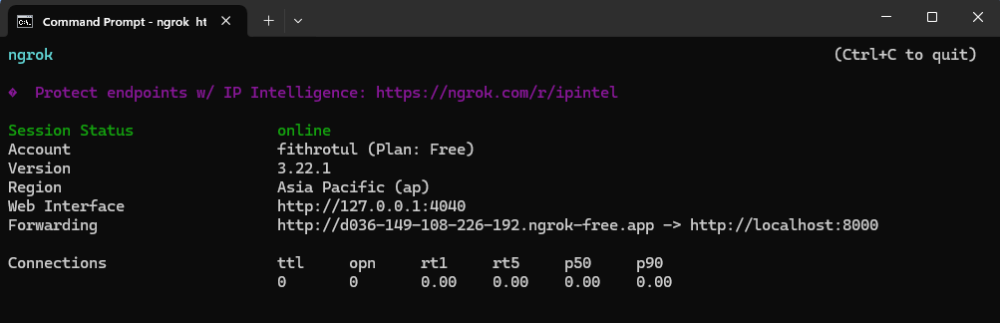 Command Prompt - ngrok ht
ngrok (Ctrl+C to quit)
� Protect endpoints w/ IP Intelligence: https://ngrok.com/r/ipintel
Session Status online
Account fithrotul (Plan: Free)
Version 3.22.1
Region Asia Pacific (ap)
Web Interface http://127.0.0.1:4040
Forwarding http://d036-149-108-226-192.ngrok-free.app -> http://localhost:8000
Connections ttl opn rt1 rt5 p50 p90
0 0 0.00 0.00 0.00 0.00